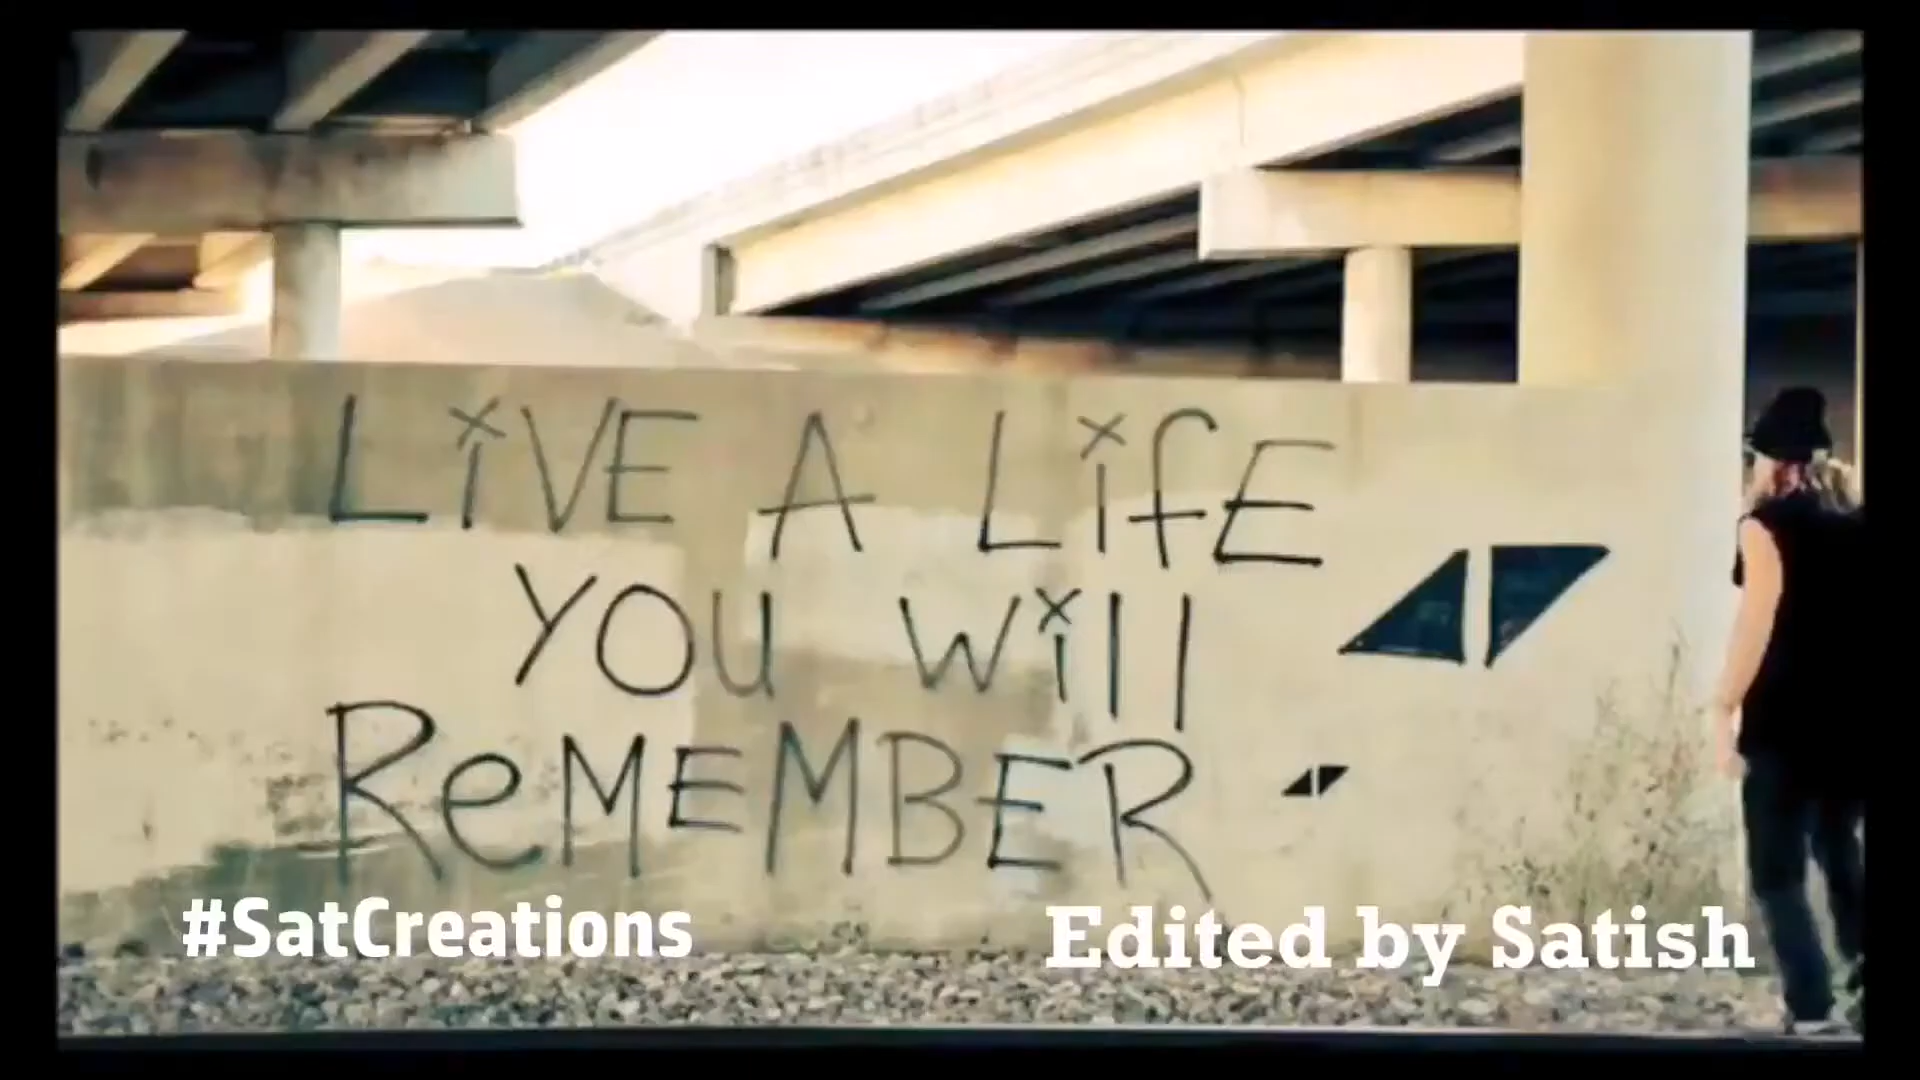 LiVE A LifE
YOU Will
ReMEMBER
#SatCreations
Edited by Satish